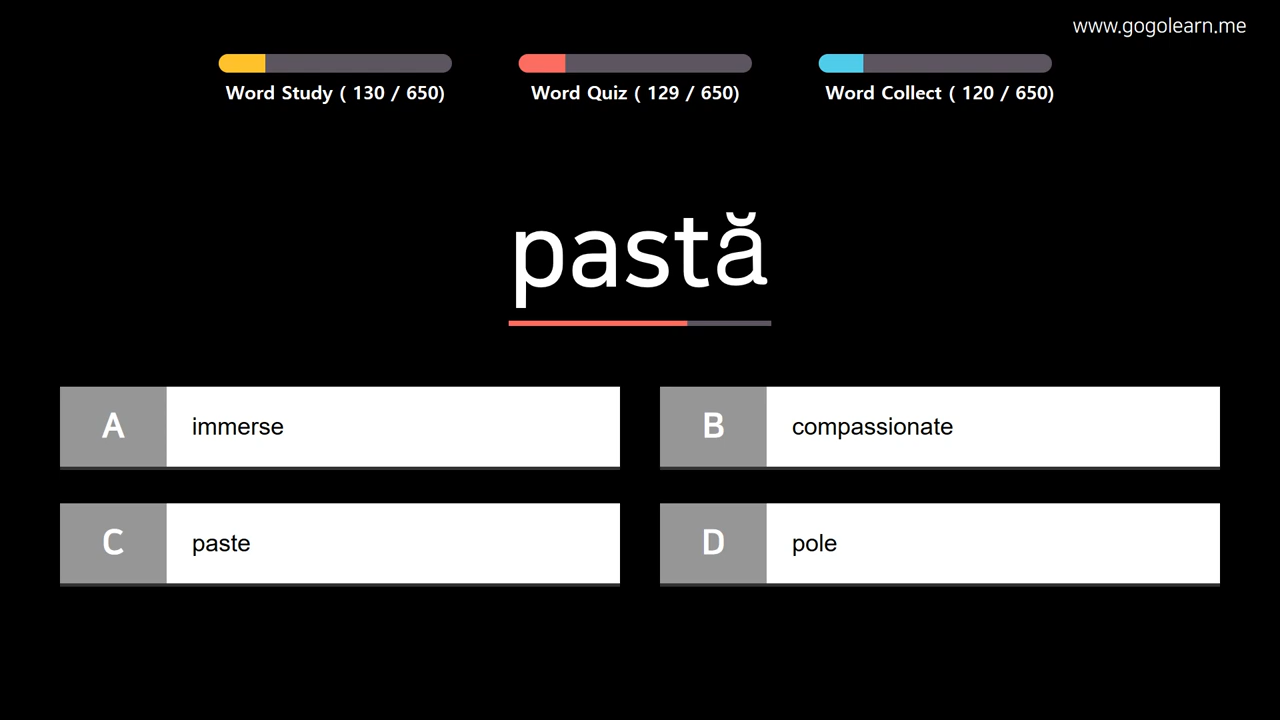 www.gogolearn.me
Word Study ( 130 / 650)
Word Quiz ( 129 / 650)
Word Collect ( 120 / 650)
pastă
A immerse
B compassionate
C paste
D pole